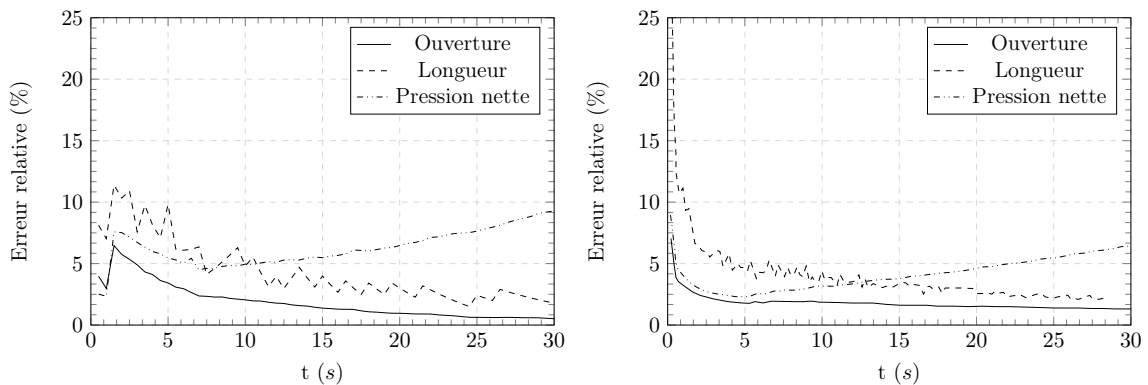 25
20
15
10
5
0
0 5 10 15 20 25 30
Erreur relative (%)
t (s)
Ouverture
Longueur
Pression nette
25
20
15
10
5
0
0 5 10 15 20 25 30
Erreur relative (%)
t (s)
Ouverture
Longueur
Pression nette